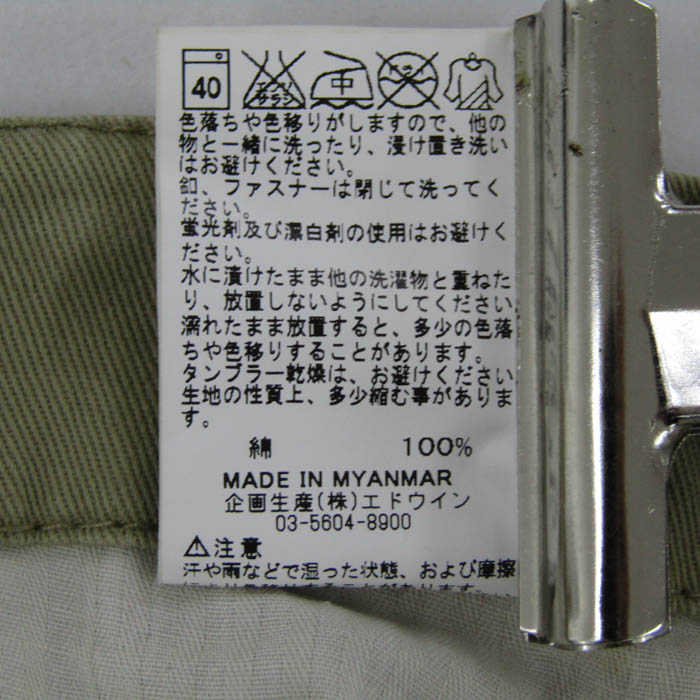 40
エンソ
サラシ
中
ドライ
色落ちや色移りがしますので、他の
物と一緒に洗ったり、浸け置き洗い
はお避けください。
釦、ファスナーは閉じて洗ってく
ださい。
蛍光剤及び漂白剤の使用はお避けく
ださい。
水に漬けたまま他の洗濯物と重ねた
り、放置しないようにしてください
濡れたまま放置すると、多少の色落
ちや色移りすることがあります。
タンブラー乾燥は、お避けください
生地の性質上、多少縮む事がありま
す。
綿 100%
MADE IN MYANMAR
企画生産(株)エドウイン
03-5604-8900
⚠注意
汗や雨などで湿った状態、および摩擦